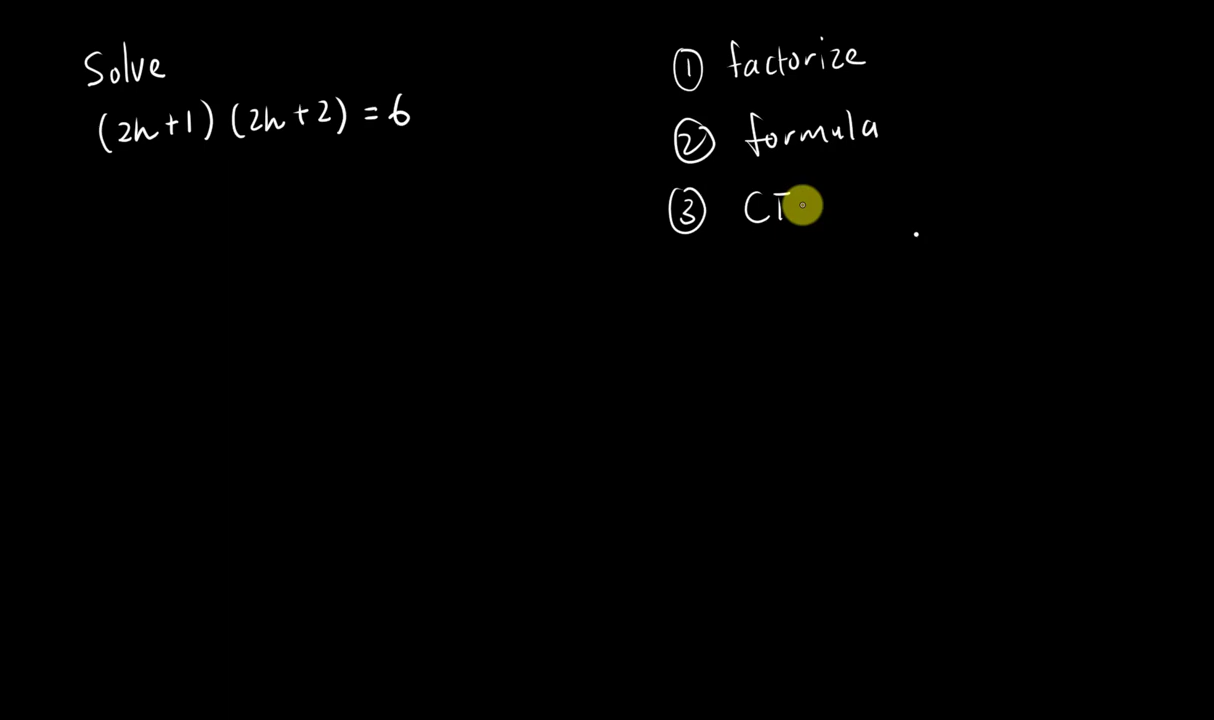 Solve
(2n+1) (2n+2) = 6
① factorize
② formula
③ CT